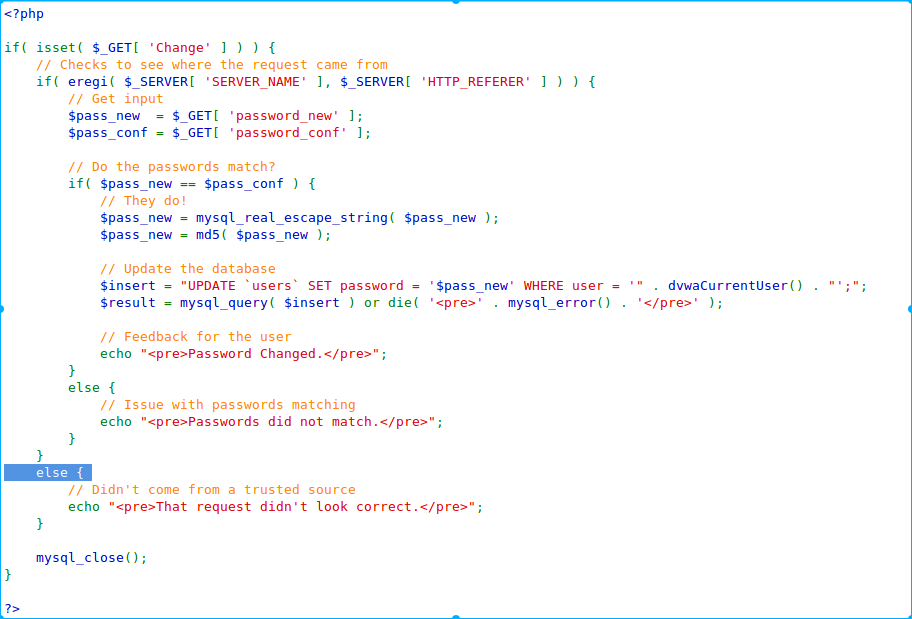 <?php

if( isset( $_GET[ 'Change' ] ) ) {
    // Checks to see where the request came from
    if( eregi( $_SERVER[ 'SERVER_NAME' ], $_SERVER[ 'HTTP_REFERER' ] ) ) {
        // Get input
        $pass_new  = $_GET[ 'password_new' ];
        $pass_conf = $_GET[ 'password_conf' ];

        // Do the passwords match?
        if( $pass_new == $pass_conf ) {
            // They do!
            $pass_new = mysql_real_escape_string( $pass_new );
            $pass_new = md5( $pass_new );

            // Update the database
            $insert = "UPDATE `users` SET password = '$pass_new' WHERE user = '" . dvwaCurrentUser() . "';";
            $result = mysql_query( $insert ) or die( '<pre>' . mysql_error() . '</pre>' );

            // Feedback for the user
            echo "<pre>Password Changed.</pre>";
        }
        else {
            // Issue with passwords matching
            echo "<pre>Passwords did not match.</pre>";
        }
    }
    else {
        // Didn't come from a trusted source
        echo "<pre>That request didn't look correct.</pre>";
    }

    mysql_close();
}

?>